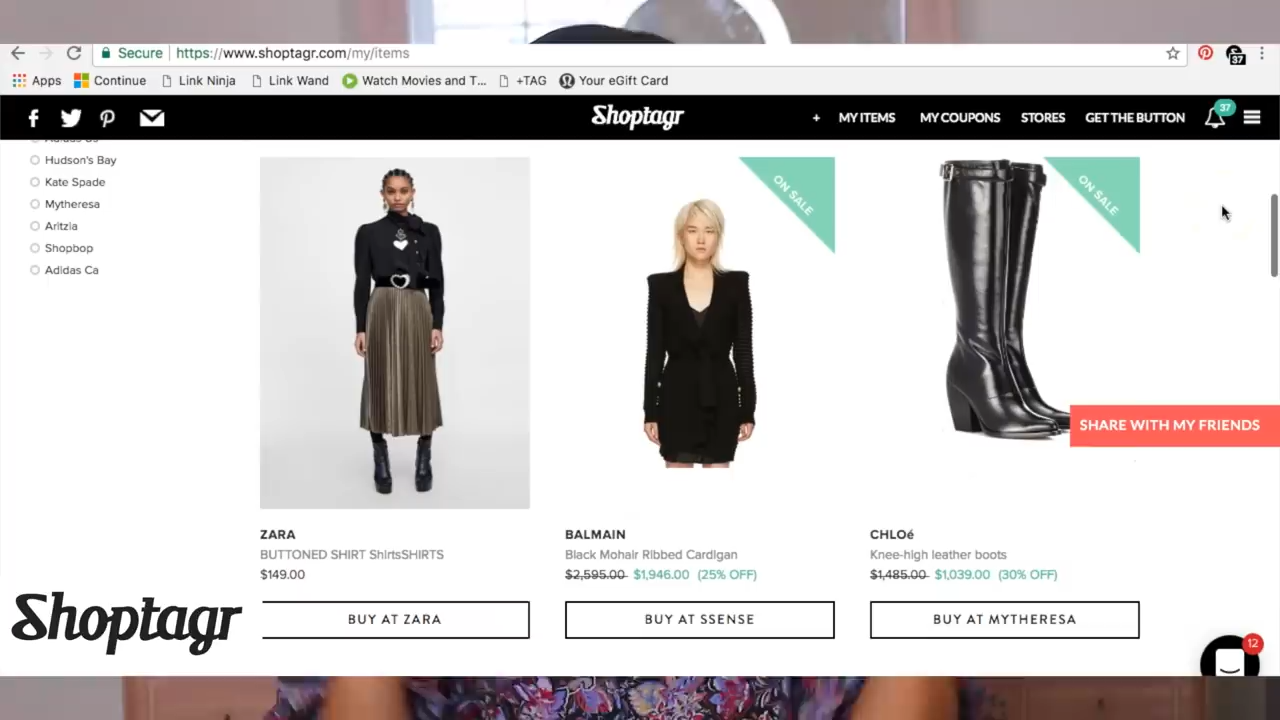 Secure | https://www.shoptagr.com/my/items
37
Apps Continue Link Ninja Link Wand Watch Movies and T... +TAG Your eGift Card
Shoptagr + MY ITEMS MY COUPONS STORES GET THE BUTTON 37
Hudson's Bay
Kate Spade
Mytheresa
Aritzia
Shopbop
Adidas Ca
ON SALE
ON SALE
SHARE WITH MY FRIENDS
ZARA
BUTTONED SHIRT ShirtsSHIRTS
$149.00
BUY AT ZARA
BALMAIN
Black Mohair Ribbed Cardigan
$2,595.00 $1,946.00 (25% OFF)
BUY AT SSENSE
CHLOé
Knee-high leather boots
$1,485.00 $1,039.00 (30% OFF)
BUY AT MYTHERESA
Shoptagr
12